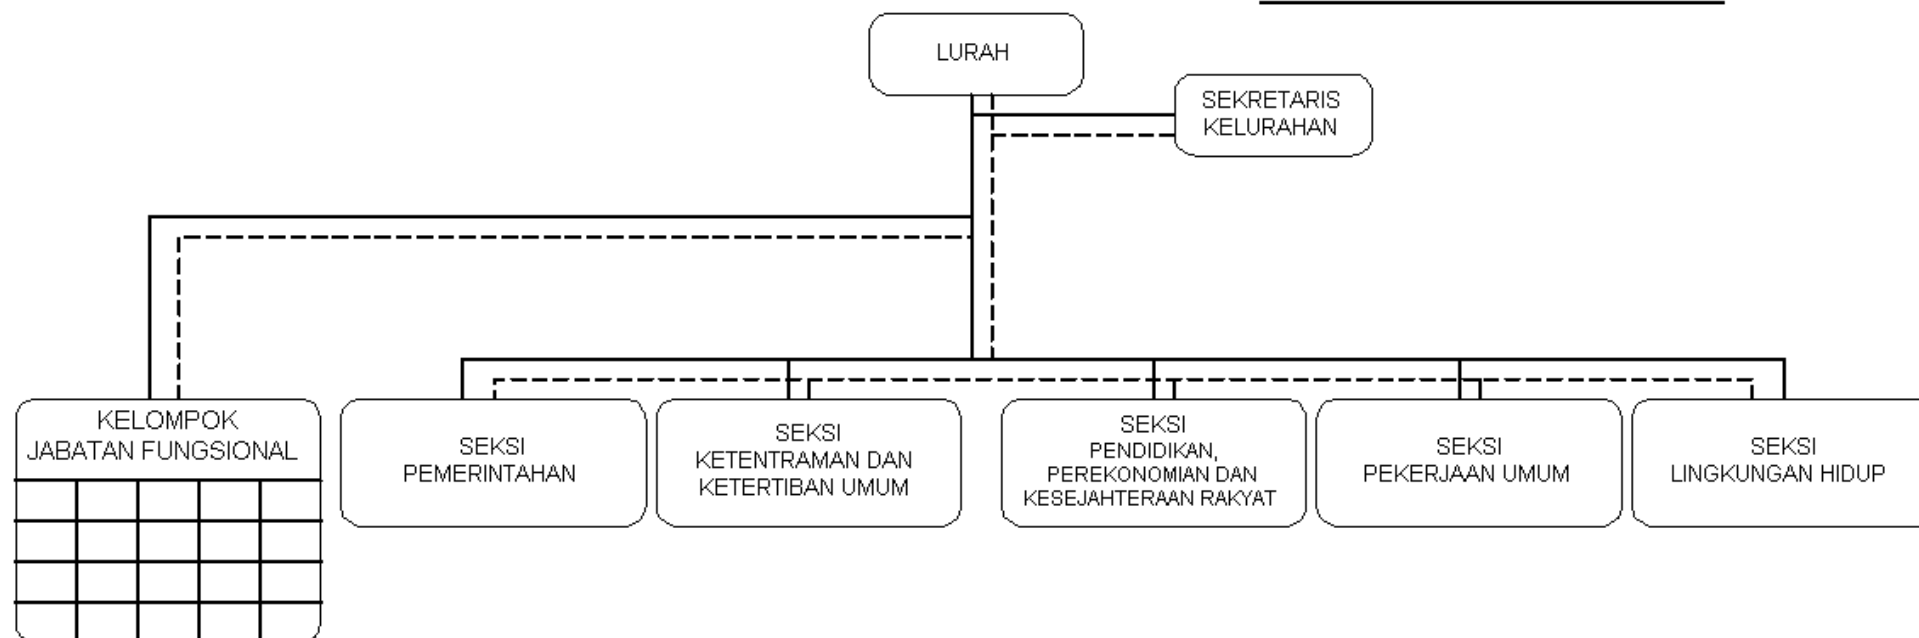 LURAH
SEKRETARIS
KELURAHAN
KELOMPOK
JABATAN FUNGSIONAL
SEKSI
PEMERINTAHAN
SEKSI
KETENTRAMAN DAN
KETERTIBAN UMUM
SEKSI
PENDIDIKAN,
PEREKONOMIAN DAN
KESEJAHTERAAN RAKYAT
SEKSI
PEKERJAAN UMUM
SEKSI
LINGKUNGAN HIDUP